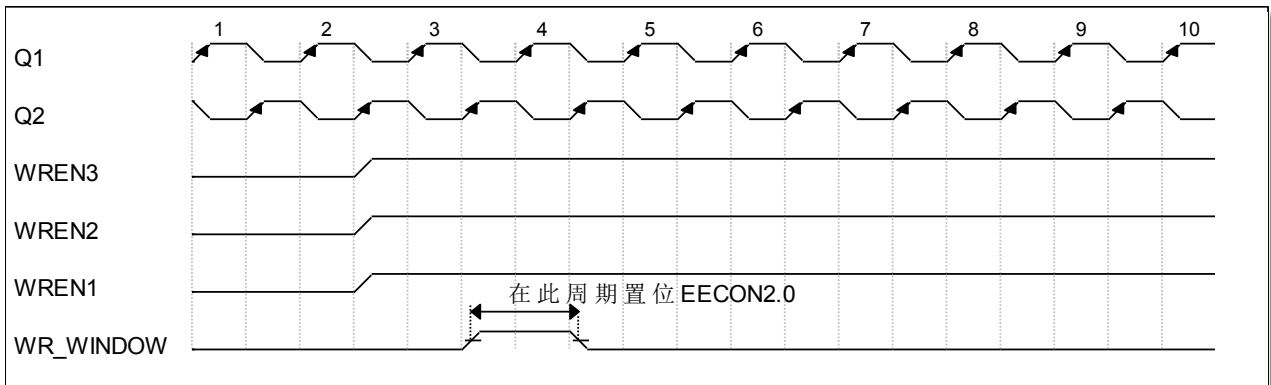 1 2 3 4 5 6 7 8 9 10
Q1
Q2
WREN3
WREN2
WREN1
在此周期置位EECON2.0
WR_WINDOW